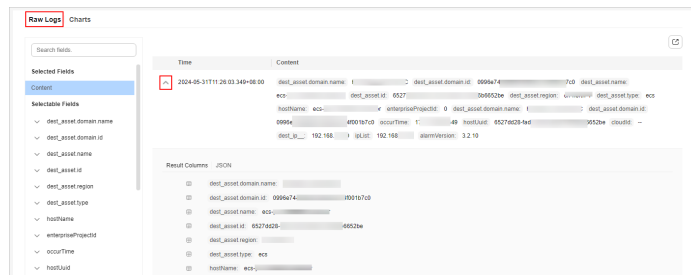 Raw Logs Charts
Search fields.
Selected Fields
Content
Selectable Fields
dest_asset.domain.name
dest_asset.domain.id
dest_asset.name
dest_asset.id
dest_asset.region
dest_asset.type
hostName
enterpriseProjectId
occurTime
hostUuid
Time Content
2024-05-31T11:26:03.349+08:00 dest_asset.domain.name: dest_asset.domain.id: 0996e74 7c0 dest_asset.name:
ecs- dest_asset.id: 6527 5b6652be dest_asset.region: dest_asset.type: ecs
hostName: ecs- enterpriseProjectId: 0 dest_asset.domain.name: dest_asset.domain.id:
0996e 4f001b7c0 occurTime: -49 hostUuid: 6527dd28-fad 6652be cloudId: --
dest_ip__: 192.168 ipList: 192.168 alarmVersion: 3.2.10
Result Columns JSON
dest_asset.domain.name:
dest_asset.domain.id: 0996e74- f001b7c0
dest_asset.name: ecs-
dest_asset.id: 6527dd28- 6652be
dest_asset.region:
dest_asset.type: ecs
hostName: ecs-